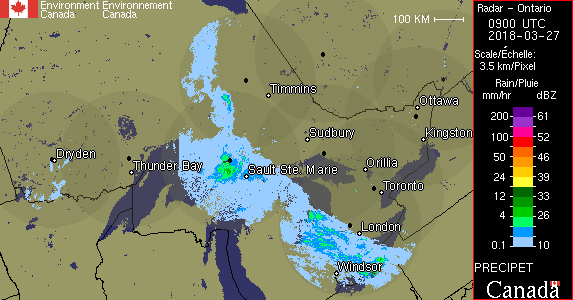 Environment Environnement
Canada Canada
100 KM
Timmins
Ottawa
Sudbury
Kingston
Dryden
Thunder Bay
Sault Ste. Marie
Orillia
Toronto
London
Windsor
Radar - Ontario
0900 UTC
2018-03-27
Scale/Échelle:
3.5 km/Pixel
Rain/Pluie
mm/hr dBZ
200 61
100 52
50 46
24 39
12 33
4 26
0.1 10
PRECIPET
Canada